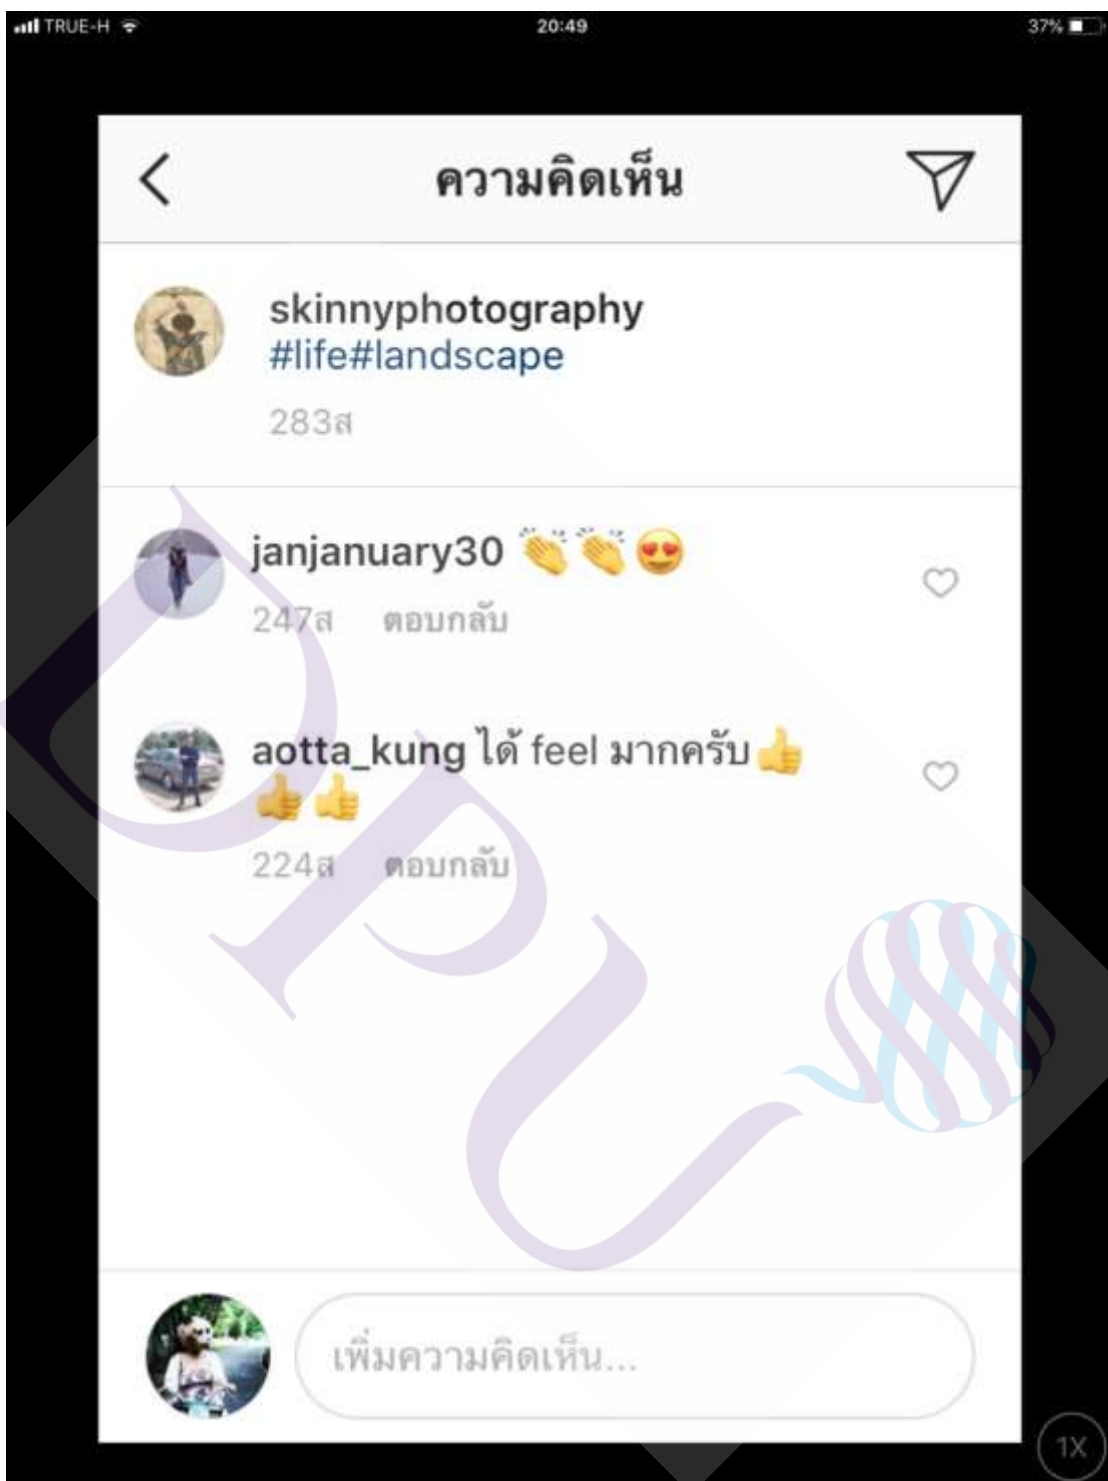 TRUE-H 20:49 37%
ความคิดเห็น
skinnyphotography
#life#landscape
283ส
janjanuary30 👏👏😍
247ส ตอบกลับ
aotta_kung ได้ feel มากครับ👍
👍👍
224ส ตอบกลับ
เพิ่มความคิดเห็น...
1X
DPU